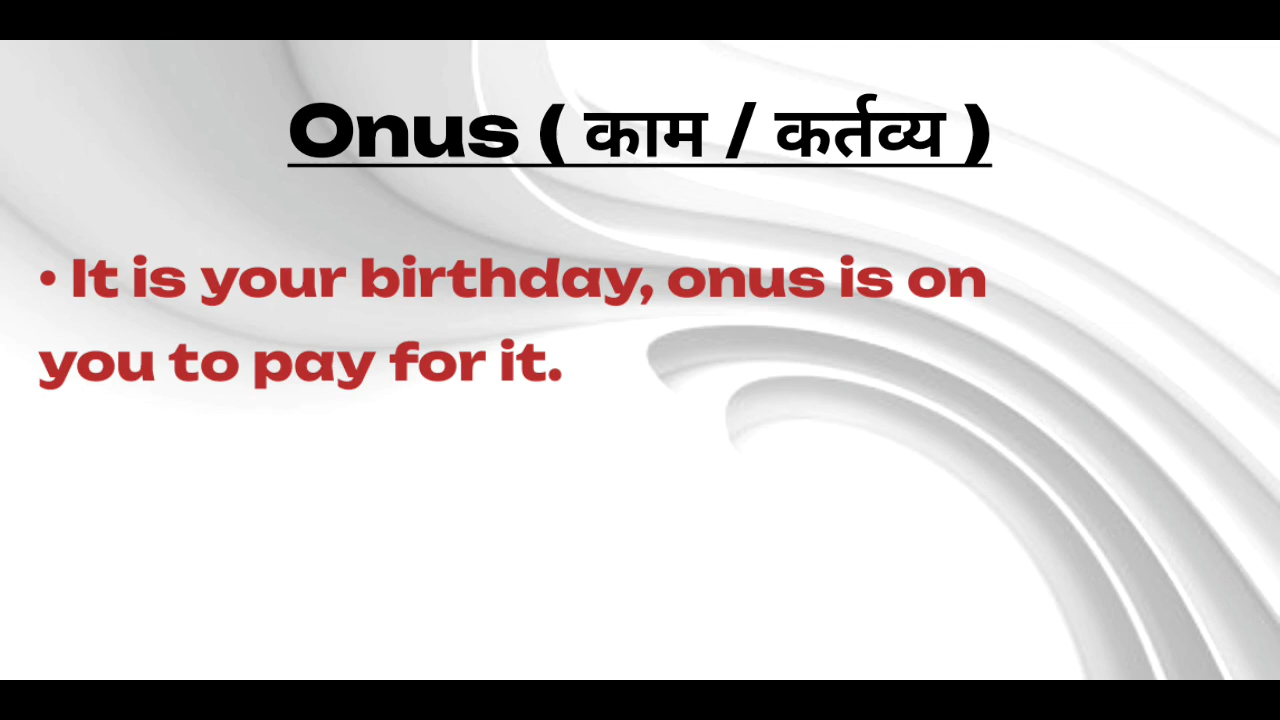 Onus ( काम / कर्तव्य )
• It is your birthday, onus is on
you to pay for it.